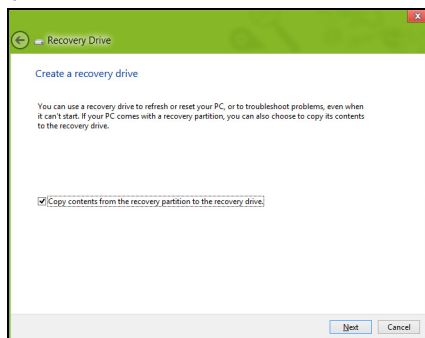 Recovery Drive
Create a recovery drive
You can use a recovery drive to refresh or reset your PC, or to troubleshoot problems, even when
it can't start. If your PC comes with a recovery partition, you can also choose to copy its contents
to the recovery drive.
Copy contents from the recovery partition to the recovery drive.
Next Cancel